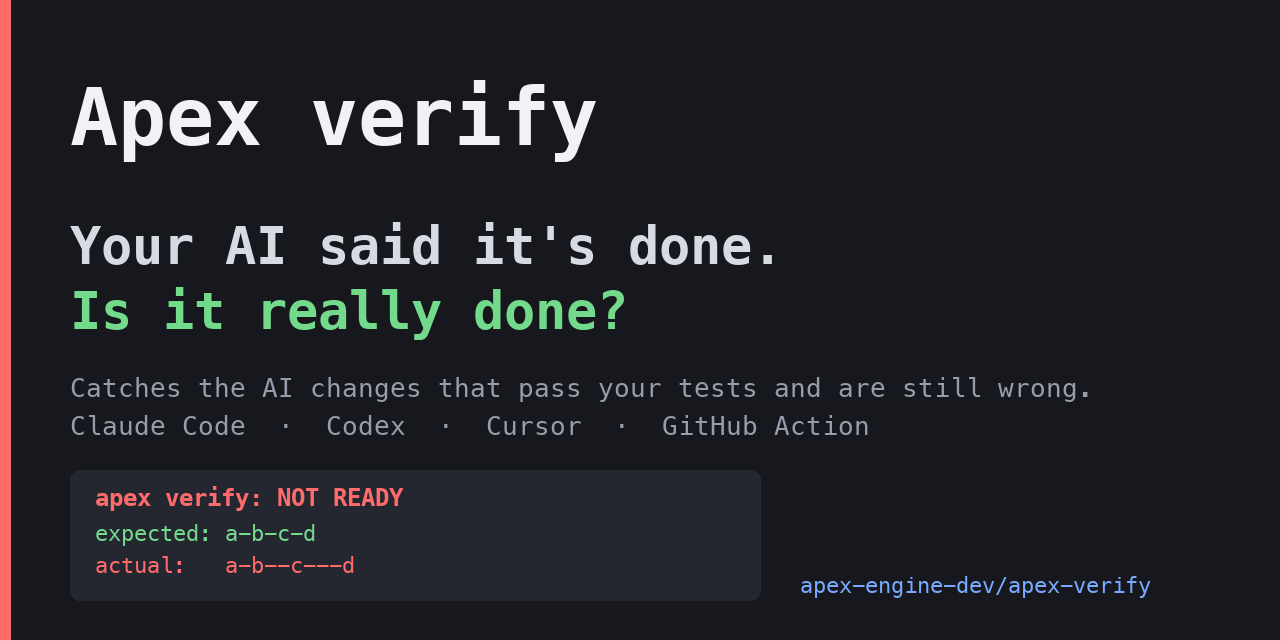 Apex verify
Your AI said it's done.
Is it really done?
Catches the AI changes that pass your tests and are still wrong.
Claude Code · Codex · Cursor · GitHub Action
apex verify: NOT READY
expected: a-b-c-d
actual: a-b--c---d
apex-engine-dev/apex-verify